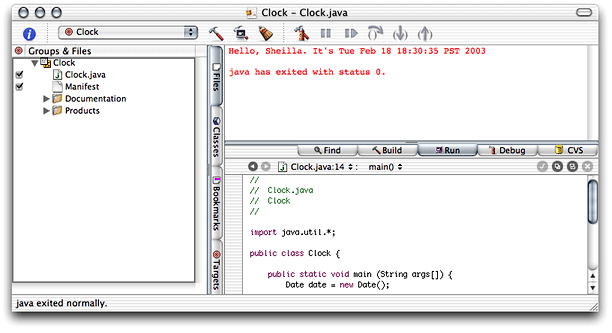 Clock – Clock.java
Clock
Groups & Files
Clock
Clock.java
Manifest
Documentation
Products
Files
Classes
Bookmarks
Targets
Hello, Sheilla. It's Tue Feb 18 18:30:35 PST 2003
java has exited with status 0.
Find
Build
Run
Debug
CVS
Clock.java:14 : main()
//
//  Clock.java
//  Clock
//
import java.util.*;
public class Clock {
public static void main (String args[]) {
Date date = new Date();
java exited normally.